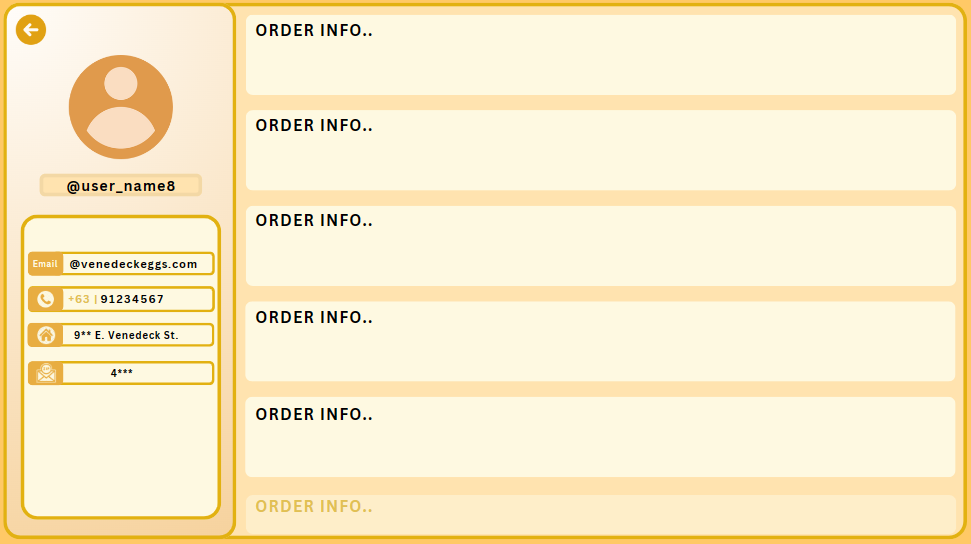 @user_name8
Email @venedeckeggs.com
+63 | 91234567
9** E. Venedeck St.
4***
ORDER INFO..
ORDER INFO..
ORDER INFO..
ORDER INFO..
ORDER INFO..
ORDER INFO..